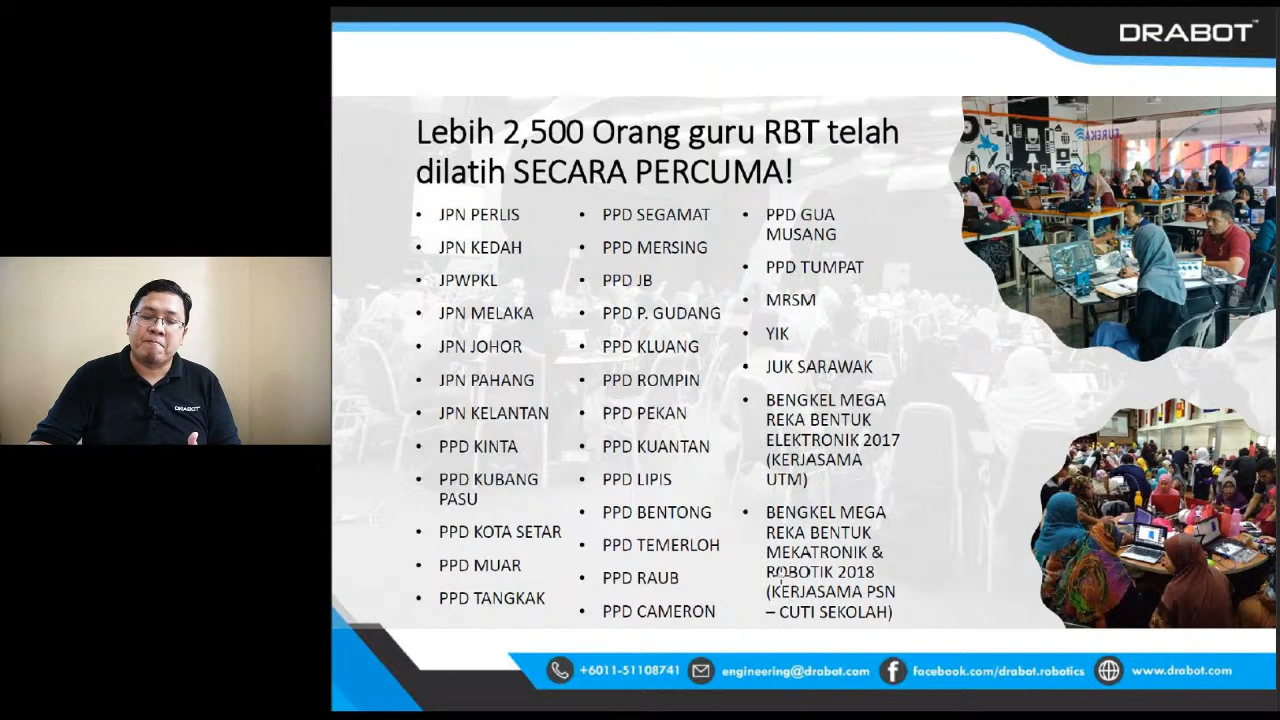 DRABOT
Lebih 2,500 Orang guru RBT telah
dilatih SECARA PERCUMA!
• JPN PERLIS
• JPN KEDAH
• JPWPKL
• JPN MELAKA
• JPN JOHOR
• JPN PAHANG
• JPN KELANTAN
• PPD KINTA
• PPD KUBANG
PASU
• PPD KOTA SETAR
• PPD MUAR
• PPD TANGKAK
• PPD SEGAMAT
• PPD MERSING
• PPD JB
• PPD P. GUDANG
• PPD KLUANG
• PPD ROMPIN
• PPD PEKAN
• PPD KUANTAN
• PPD LIPIS
• PPD BENTONG
• PPD TEMERLOH
• PPD RAUB
• PPD CAMERON
• PPD GUA
MUSANG
• PPD TUMPAT
• MRSM
• YIK
• JUK SARAWAK
• BENGKEL MEGA
REKA BENTUK
ELEKTRONIK 2017
(KERJASAMA
UTM)
• BENGKEL MEGA
REKA BENTUK
MEKATRONIK &
ROBOTIK 2018
(KERJASAMA PSN
– CUTI SEKOLAH)
EUREKA
DRABOT
+6011-51108741 engineering@drabot.com facebook.com/drabot.robotics www.drabot.com